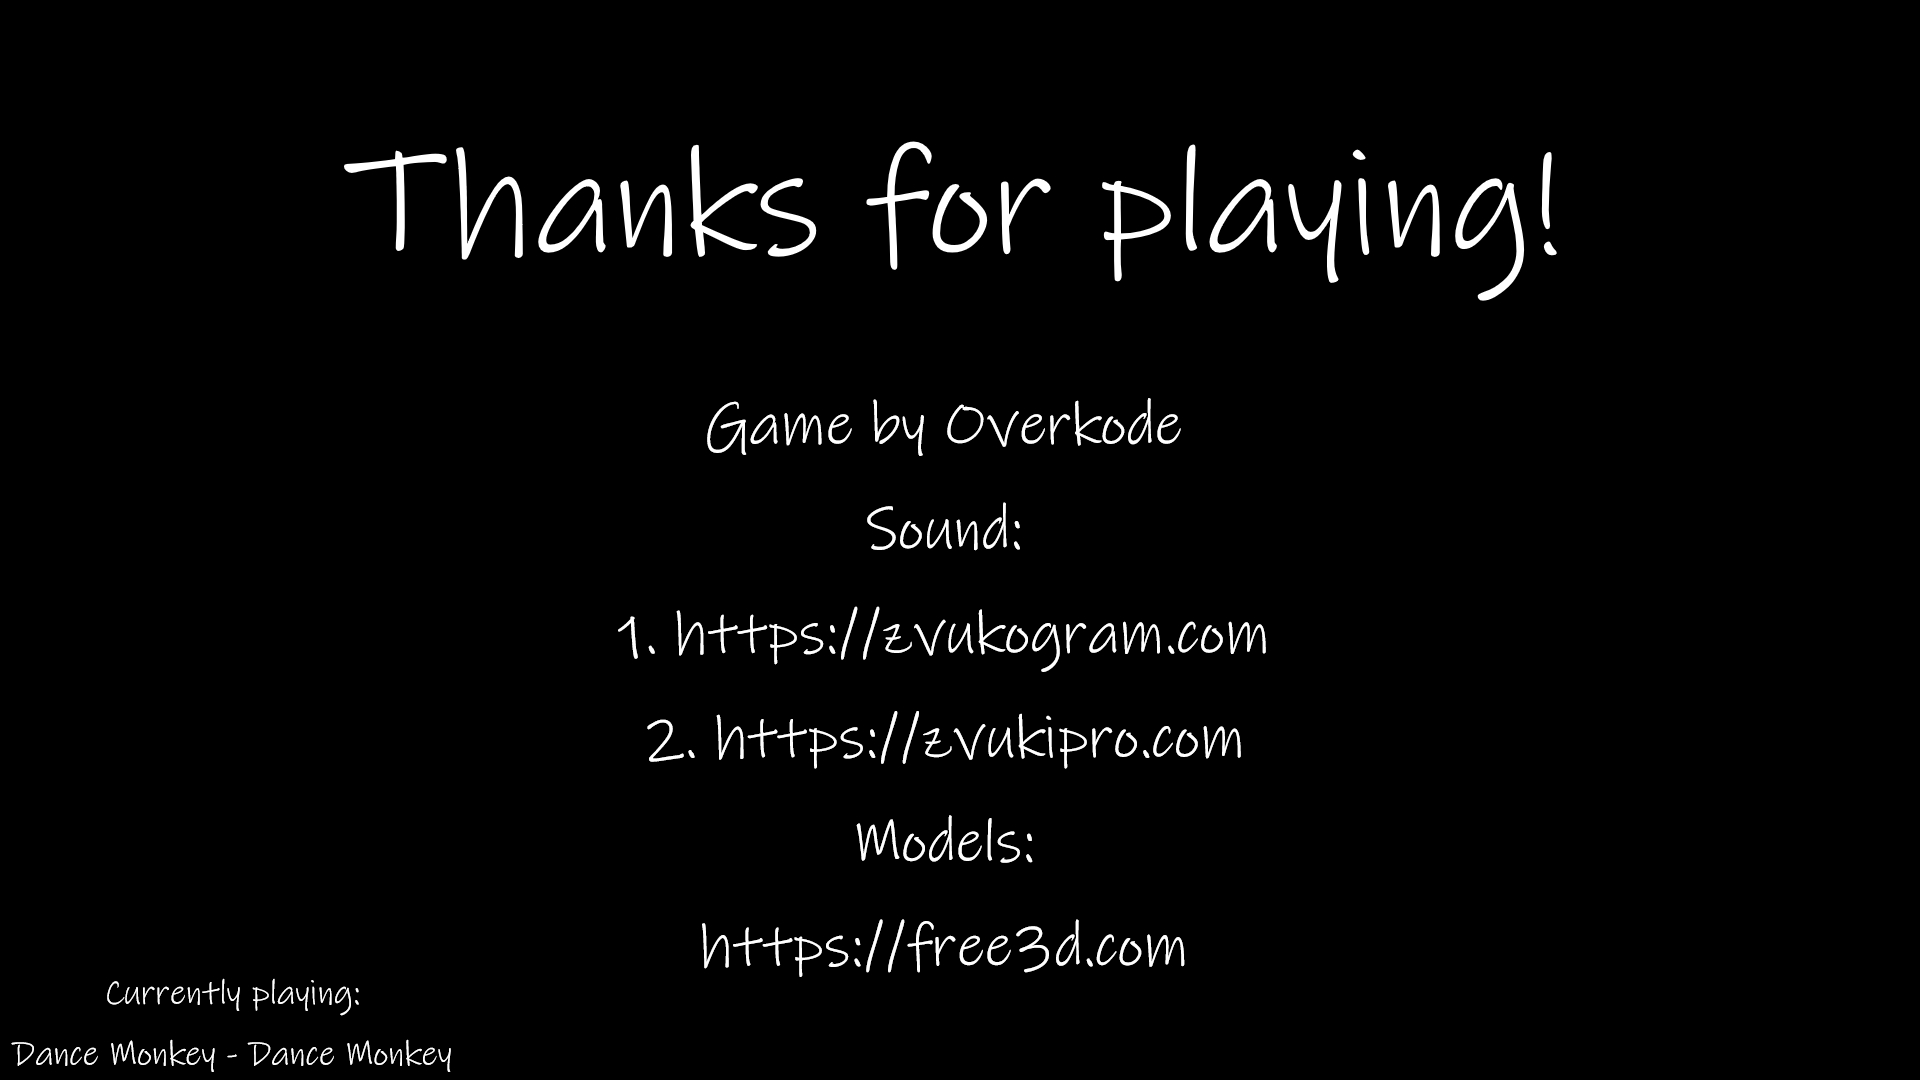 Thanks for playing!
Game by Overkode
Sound:
1. https://zvukogram.com
2. https://zvukipro.com
Models:
https://free3d.com
Currently playing:
Dance Monkey - Dance Monkey